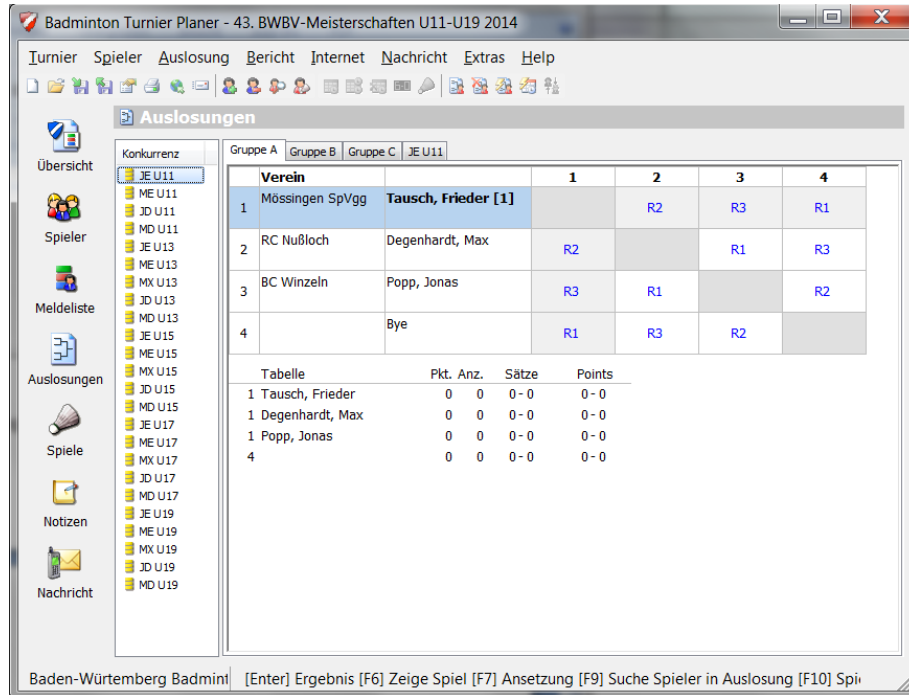 Badminton Turnier Planer - 43. BWBV-Meisterschaften U11-U19 2014
Turnier Spieler Auslosung Bericht Internet Nachricht Extras Help
Auslosungen
Übersicht
Spieler
Meldeliste
Auslosungen
Spiele
Notizen
Nachricht
Konkurrenz
JE U11
ME U11
JD U11
MD U11
JE U13
ME U13
MX U13
JD U13
MD U13
JE U15
ME U15
MX U15
JD U15
MD U15
JE U17
ME U17
MX U17
JD U17
MD U17
JE U19
ME U19
MX U19
JD U19
MD U19
Gruppe A Gruppe B Gruppe C JE U11
Verein 1 2 3 4
1 Mössingen SpVgg Tausch, Frieder [1] R2 R3 R1
2 RC Nußloch Degenhardt, Max R2 R1 R3
3 BC Winzeln Popp, Jonas R3 R1 R2
4 Bye R1 R3 R2
Tabelle Pkt. Anz. Sätze Points
1 Tausch, Frieder 0 0 0 - 0 0 - 0
1 Degenhardt, Max 0 0 0 - 0 0 - 0
1 Popp, Jonas 0 0 0 - 0 0 - 0
4 0 0 0 - 0 0 - 0
Baden-Württemberg Badmint [Enter] Ergebnis [F6] Zeige Spiel [F7] Ansetzung [F9] Suche Spieler in Auslosung [F10] Spi